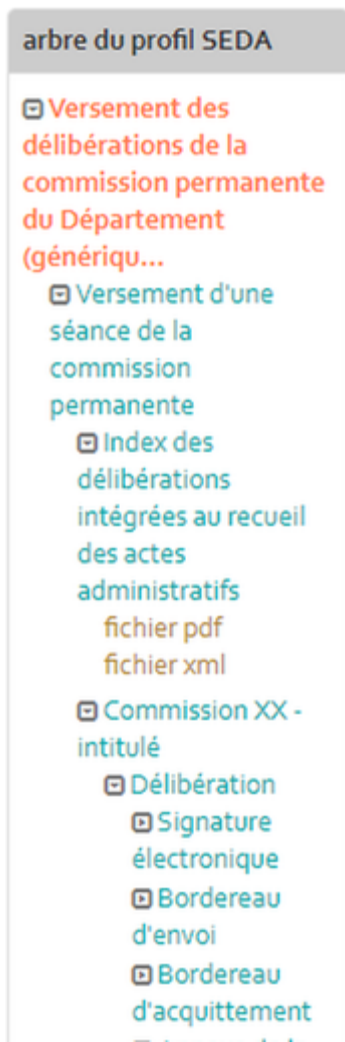 arbre du profil SEDA
Versement des
délibérations de la
commission permanente
du Département
(génériqu...
Versement d'une
séance de la
commission
permanente
Index des
délibérations
intégrées au recueil
des actes
administratifs
fichier pdf
fichier xml
Commission XX -
intitulé
Délibération
Signature
électronique
Bordereau
d'envoi
Bordereau
d'acquittement